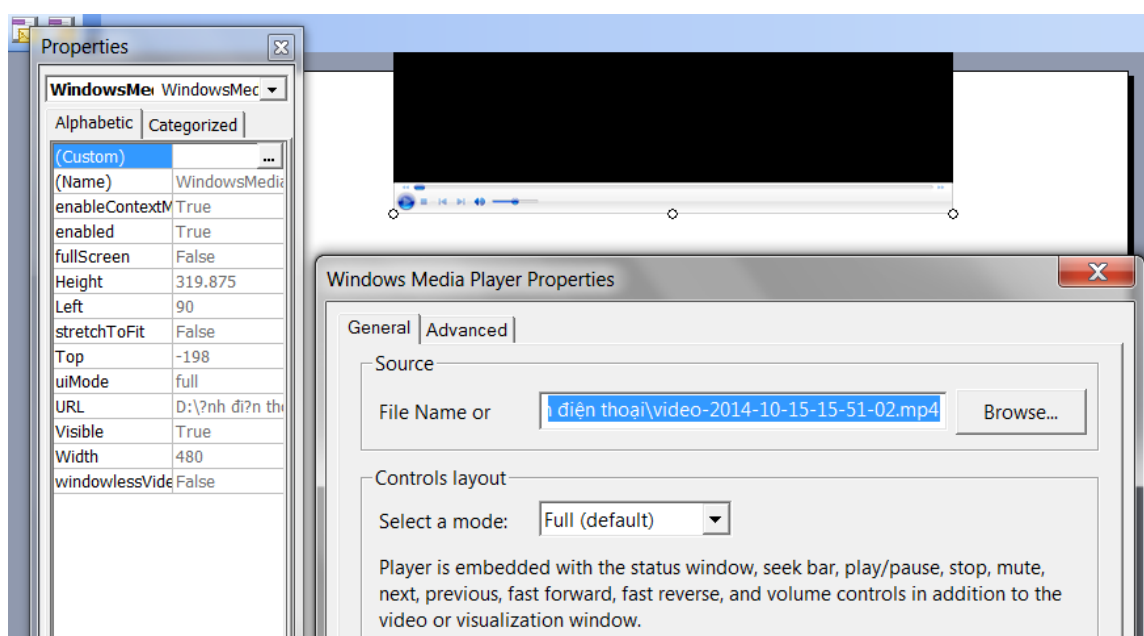 Properties
WindowsMe WindowsMec
Alphabetic Categorized
(Custom) ...
(Name) WindowsMedia
enableContextM True
enabled True
fullScreen False
Height 319.875
Left 90
stretchToFit False
Top -198
uiMode full
URL D:\?nh đi?n tho
Visible True
Width 480
windowlessVide False
Windows Media Player Properties
General Advanced
Source
File Name or điện thoại\video-2014-10-15-15-51-02.mp4 Browse...
Controls layout
Select a mode: Full (default)
Player is embedded with the status window, seek bar, play/pause, stop, mute,
next, previous, fast forward, fast reverse, and volume controls in addition to the
video or visualization window.